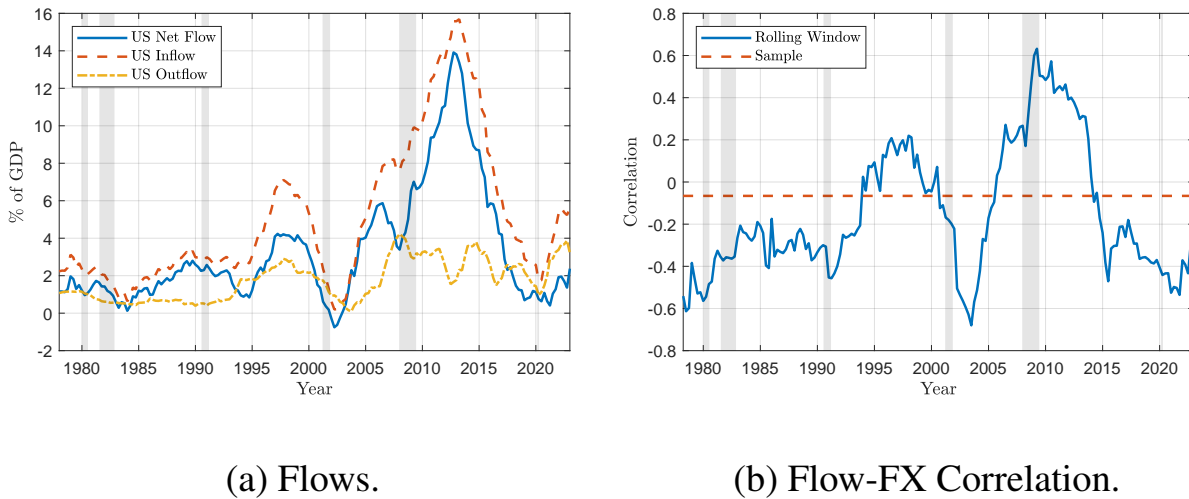 US Net Flow
US Inflow
US Outflow
16
14
12
10
8
6
4
2
0
-2
% of GDP
1980 1985 1990 1995 2000 2005 2010 2015 2020
Year
(a) Flows.
Rolling Window
Sample
0.8
0.6
0.4
0.2
0
-0.2
-0.4
-0.6
-0.8
Correlation
1980 1985 1990 1995 2000 2005 2010 2015 2020
Year
(b) Flow-FX Correlation.